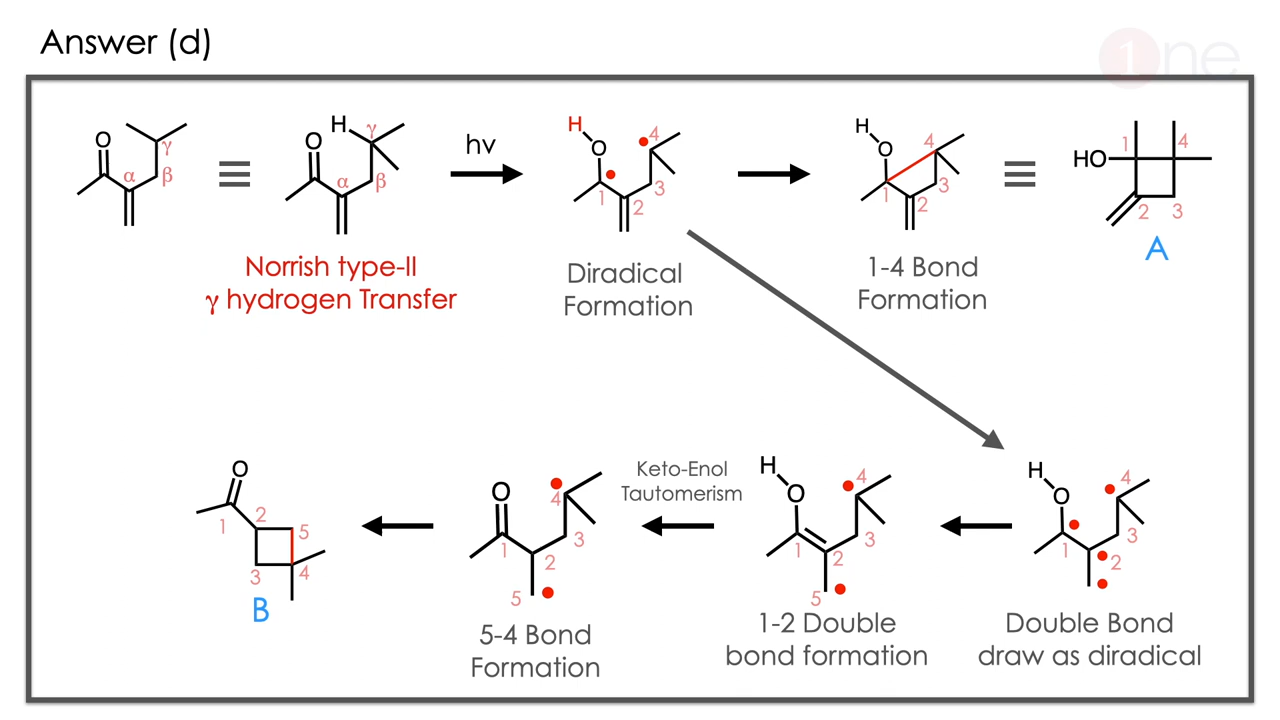 Answer (d)
1ne
O γ α β
≡
H γ O α β
hν
H O 4 1 2 3
H O 4 1 2 3
≡
HO 1 4 2 3
A
Norrish type-II
γ hydrogen Transfer
Diradical
Formation
1-4 Bond
Formation
O 1 2 5 3 4
B
O 4 1 2 3 5
Keto-Enol
Tautomerism
H O 4 1 2 3 5
H O 4 1 2 3
5-4 Bond
Formation
1-2 Double
bond formation
Double Bond
draw as diradical